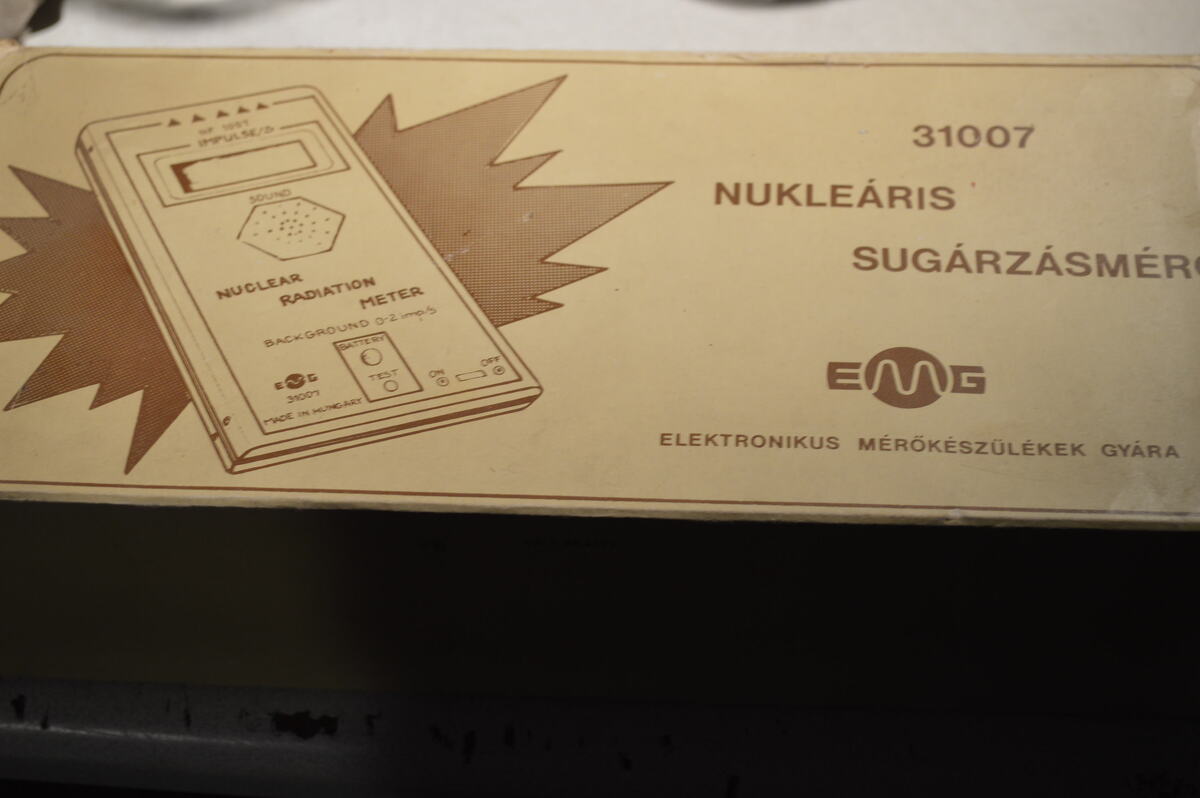 IMPULSE/S
SOUND
NUCLEAR
RADIATION
METER
BACKGROUND 0-2 imp/s
BATTERY
TEST
ON
OFF
EMG
31007
MADE IN HUNGARY
31007
NUKLEÁRIS
SUGÁRZÁSMÉRŐ
EMG
ELEKTRONIKUS MÉRŐKÉSZÜLÉKEK GYÁRA